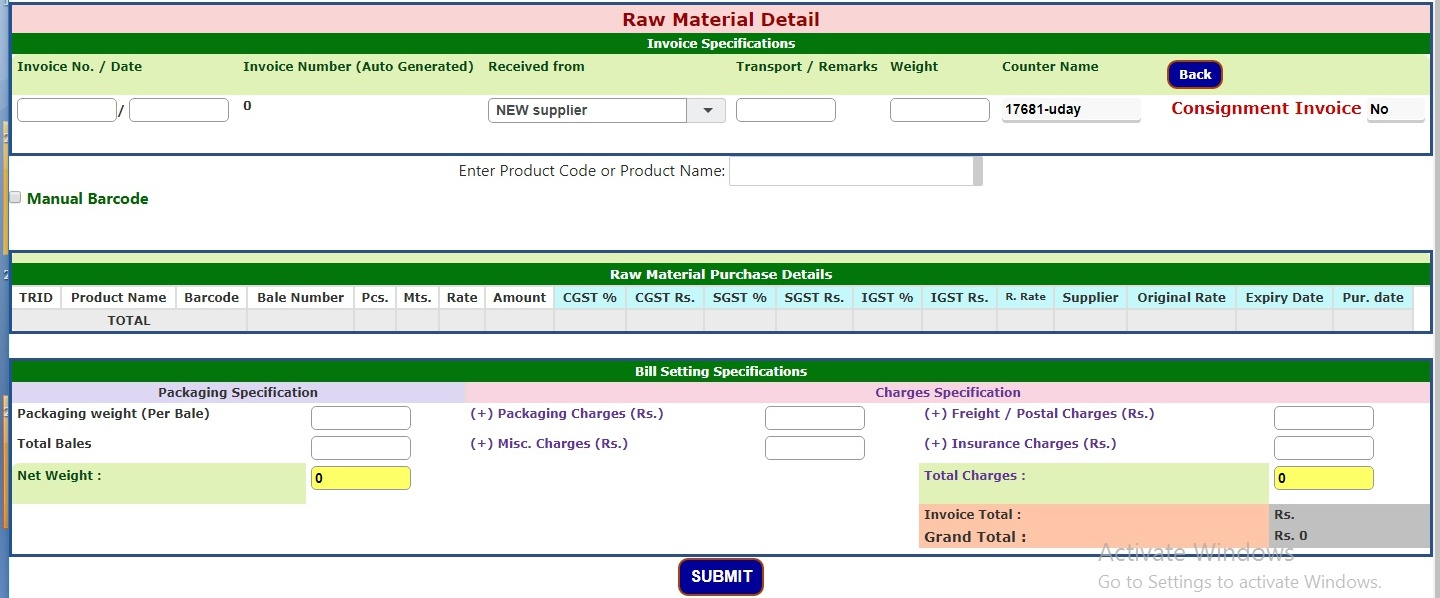 Raw Material Detail
Invoice Specifications
Invoice No. / Date Invoice Number (Auto Generated) Received from Transport / Remarks Weight Counter Name Back
/ 0 NEW supplier 17681-uday Consignment Invoice No
Enter Product Code or Product Name:
Manual Barcode
Raw Material Purchase Details
TRID Product Name Barcode Bale Number Pcs. Mts. Rate Amount CGST % CGST Rs. SGST % SGST Rs. IGST % IGST Rs. R. Rate Supplier Original Rate Expiry Date Pur. date
TOTAL
Bill Setting Specifications
Packaging Specification Charges Specification
Packaging weight (Per Bale) (+) Packaging Charges (Rs.) (+) Freight / Postal Charges (Rs.)
Total Bales (+) Misc. Charges (Rs.) (+) Insurance Charges (Rs.)
Net Weight : 0 Total Charges : 0
Invoice Total : Rs.
Grand Total : Rs. 0
Activate Windows
SUBMIT Go to Settings to activate Windows.